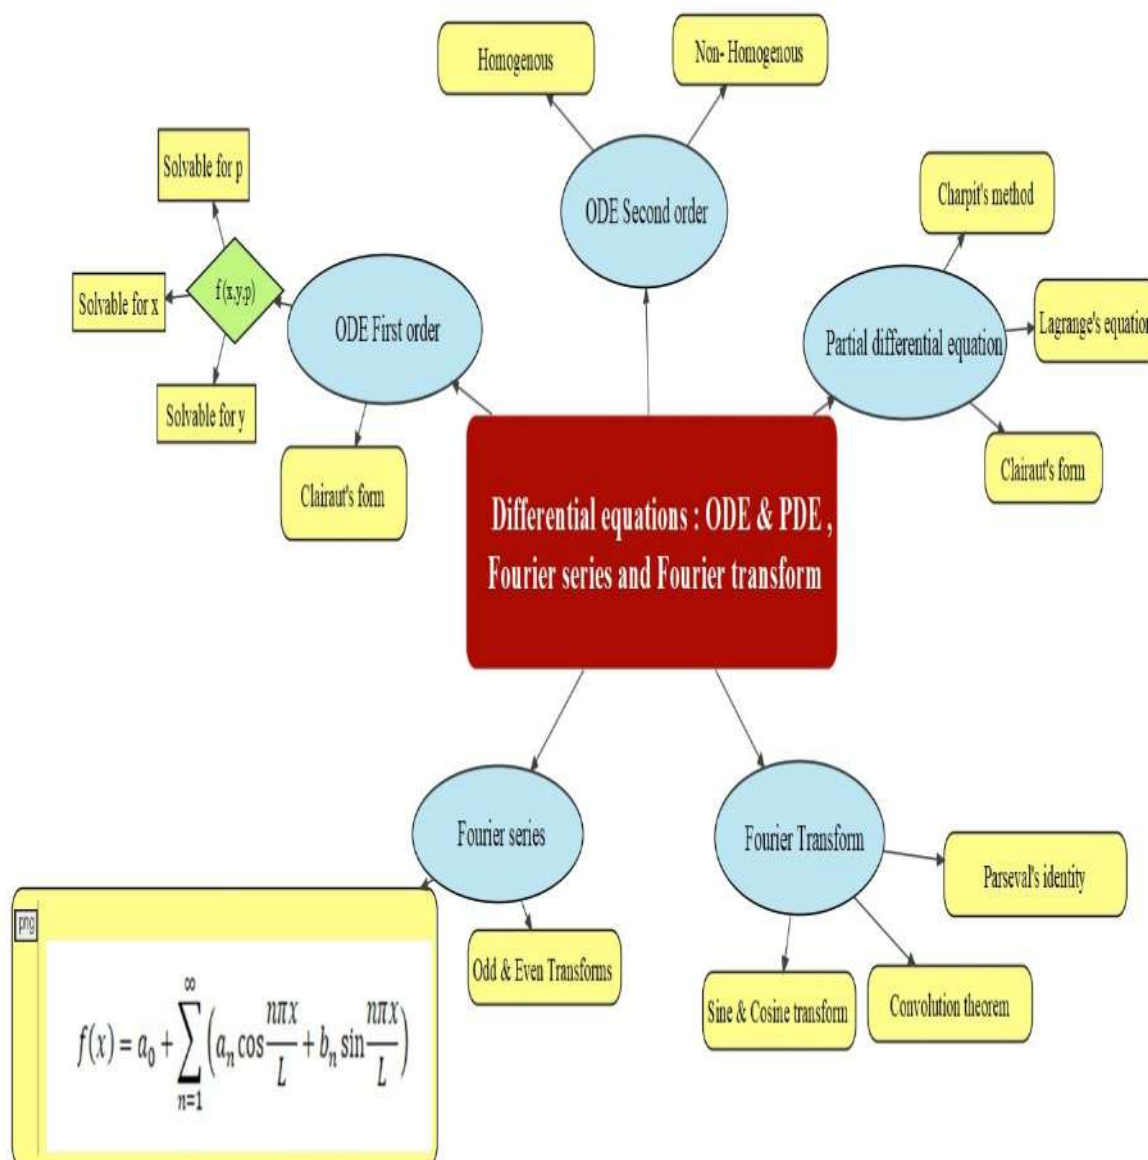 Homogenous
Non- Homogenous
Solvable for p
ODE Second order
Charpit's method
f (x,y,p)
Solvable for x
ODE First order
Partial differential equation
Lagrange's equation
Solvable for y
Clairaut's form
Clairaut's form
Differential equations : ODE & PDE ,
Fourier series and Fourier transform
Fourier series
Fourier Transform
Parseval's identity
png
Odd & Even Transforms
Sine & Cosine transform
Convolution theorem
f(x) = a₀ + ∑_{n=1}^{∞} (aₙ cos nπx/L + bₙ sin nπx/L)